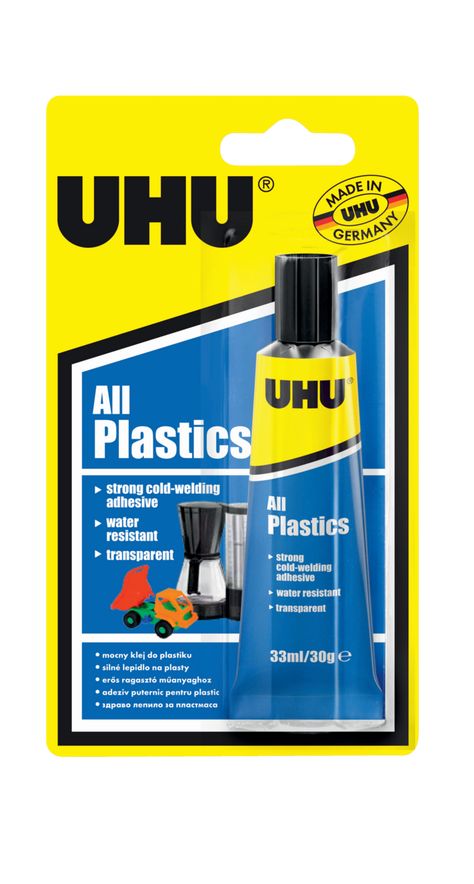 UHU®
MADE IN
UHU
GERMANY
All
Plastics
▸ strong cold-welding
adhesive
▸ water
resistant
▸ transparent
• mocny klej do plastiku
• silné lepidlo na plasty
• erős ragasztó műanyaghoz
• adeziv puternic pentru plastic
• здраво лепило за пластмаса
UHU®
All
Plastics
▸ strong
cold-welding
adhesive
▸ water resistant
▸ transparent
33ml/30g ℮